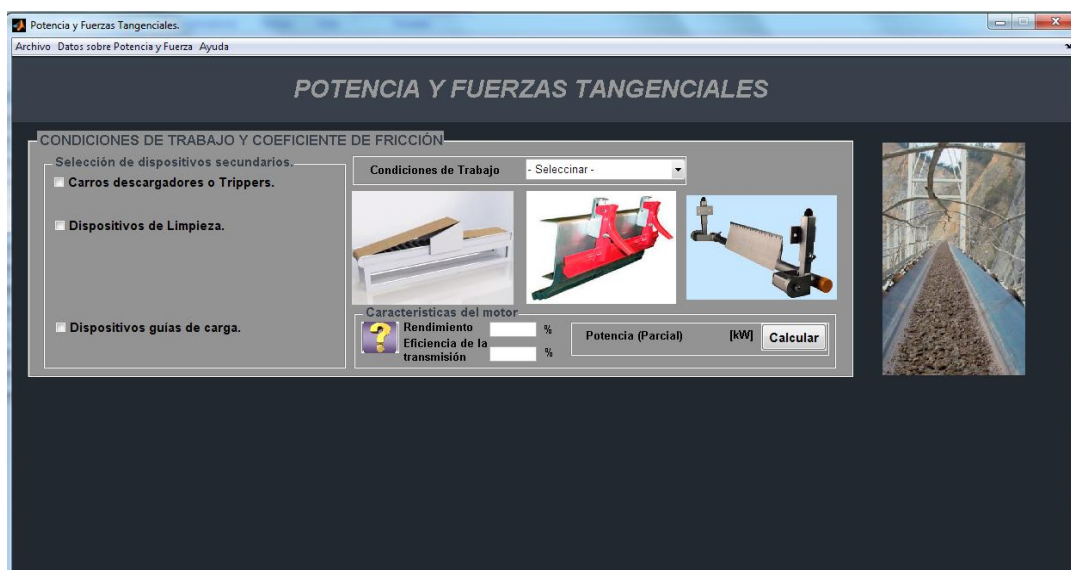 Potencia y Fuerzas Tangenciales.
Archivo Datos sobre Potencia y Fuerza Ayuda
POTENCIA Y FUERZAS TANGENCIALES
CONDICIONES DE TRABAJO Y COEFICIENTE DE FRICCIÓN
Selección de dispositivos secundarios.
Carros descargadores o Trippers.
Dispositivos de Limpieza.
Dispositivos guías de carga.
Condiciones de Trabajo - Seleccinar -
Características del motor
Rendimiento %
Eficiencia de la
transmisión %
Potencia (Parcial) [kW] Calcular